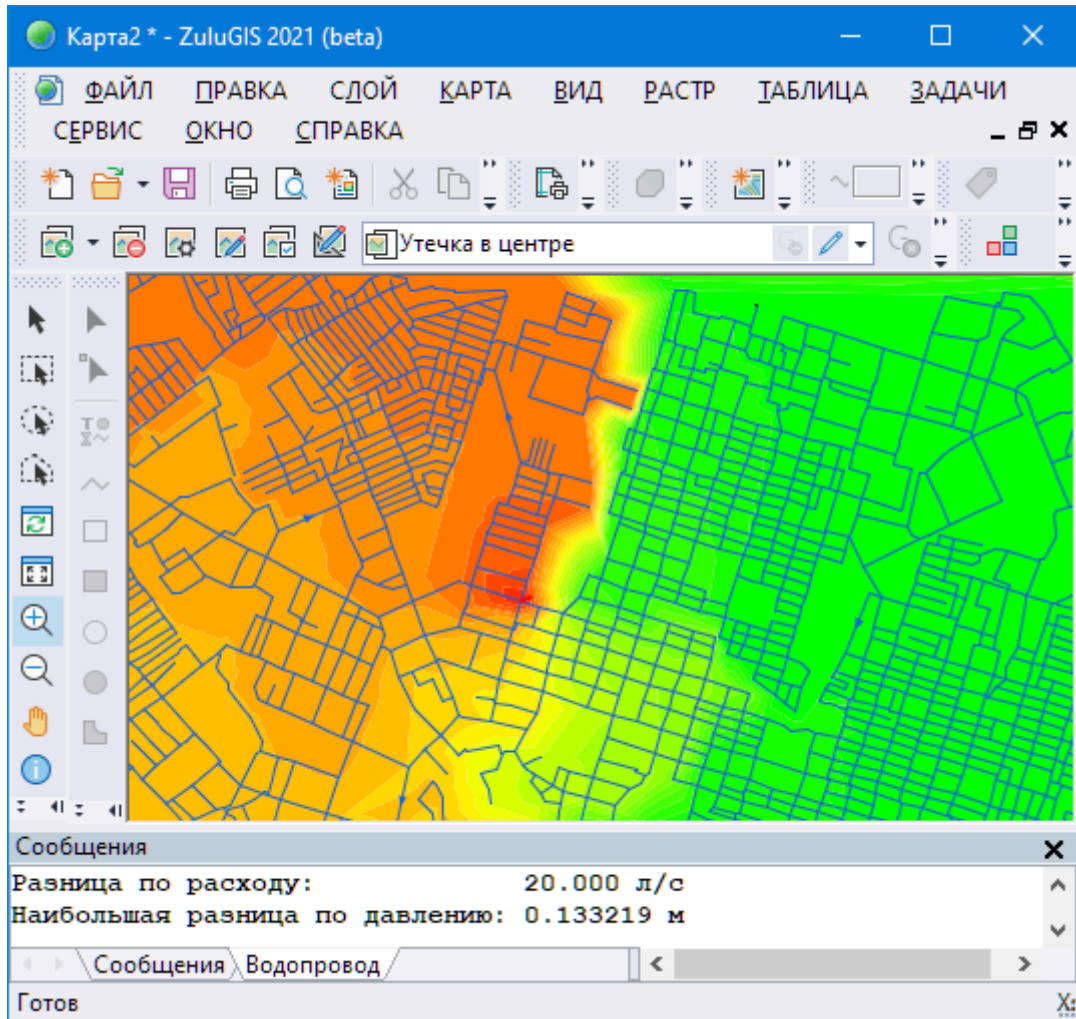 Карта2 * - ZuluGIS 2021 (beta)
ФАЙЛ ПРАВКА СЛОЙ КАРТА ВИД РАСТР ТАБЛИЦА ЗАДАЧИ
СЕРВИС ОКНО СПРАВКА
Утечка в центре
Сообщения
Разница по расходу: 20.000 л/с
Наибольшая разница по давлению: 0.133219 м
Сообщения Водопровод
Готов X: